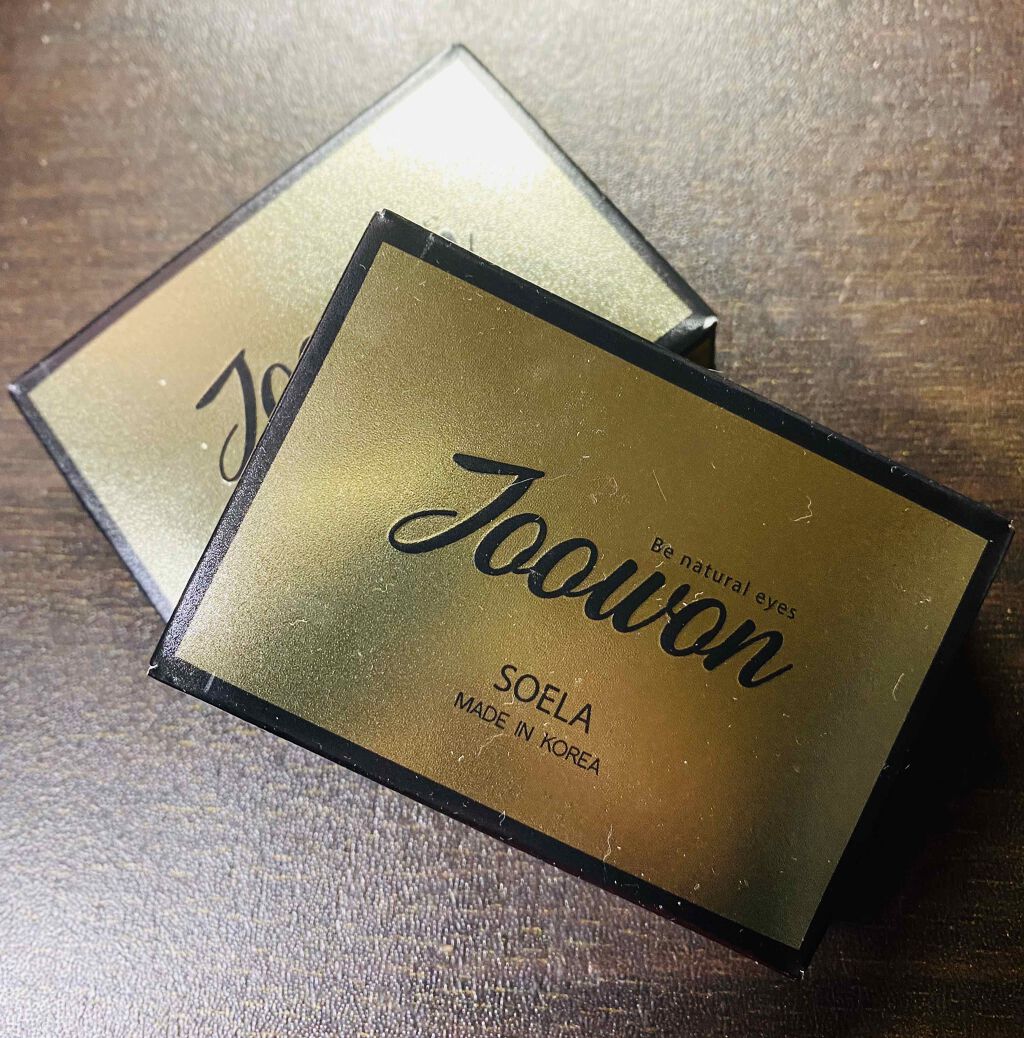 Be natural eyes
Joowon
SOELA
MADE IN KOREA